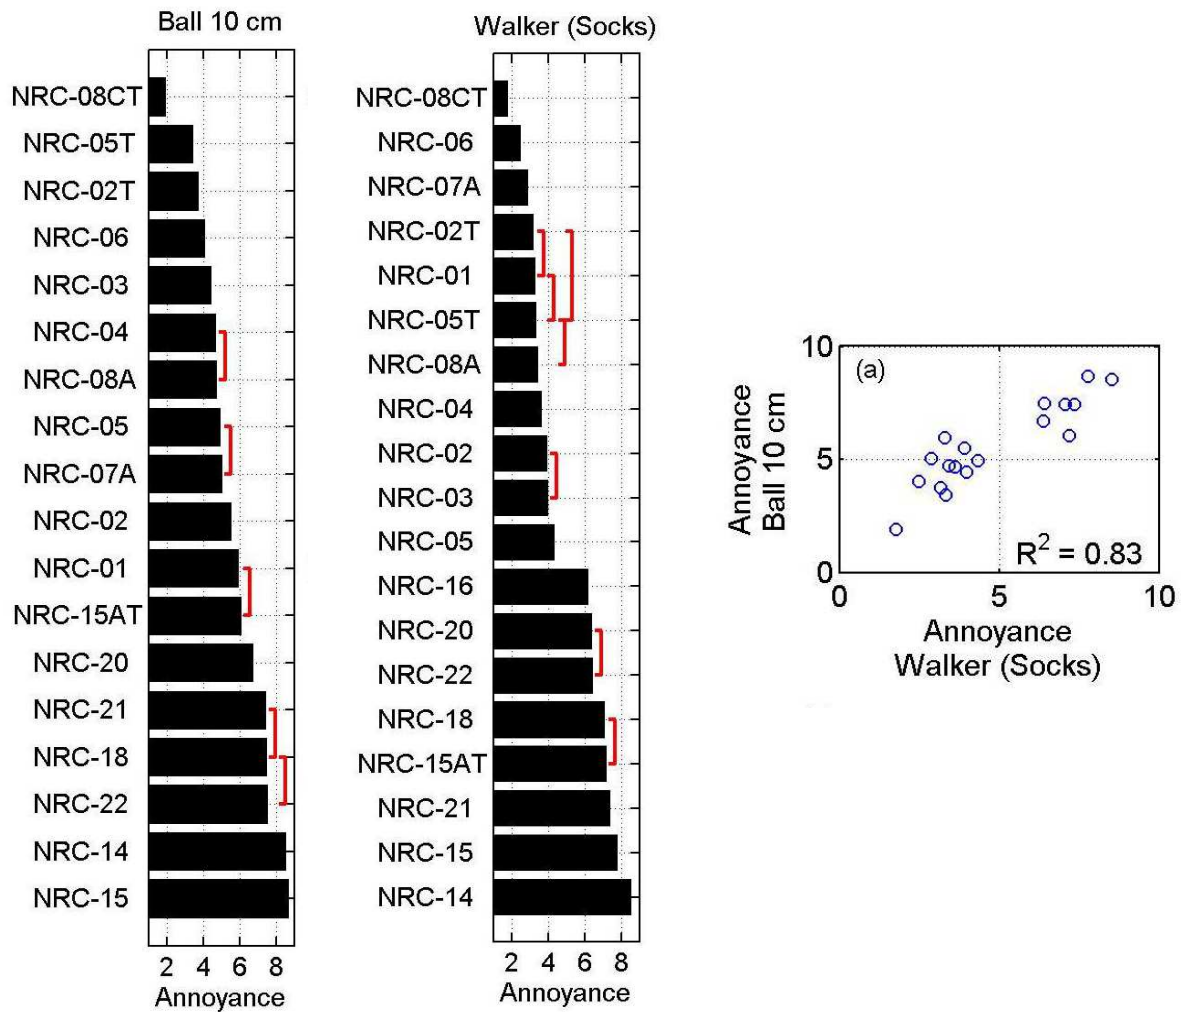 Ball 10 cm
NRC-08CT
NRC-05T
NRC-02T
NRC-06
NRC-03
NRC-04
NRC-08A
NRC-05
NRC-07A
NRC-02
NRC-01
NRC-15AT
NRC-20
NRC-21
NRC-18
NRC-22
NRC-14
NRC-15
2 4 6 8
Annoyance
Walker (Socks)
NRC-08CT
NRC-06
NRC-07A
NRC-02T
NRC-01
NRC-05T
NRC-08A
NRC-04
NRC-02
NRC-03
NRC-05
NRC-16
NRC-20
NRC-22
NRC-18
NRC-15AT
NRC-21
NRC-15
NRC-14
2 4 6 8
Annoyance
Annoyance
Ball 10 cm
10
5
0
(a)
R² = 0.83
0 5 10
Annoyance
Walker (Socks)